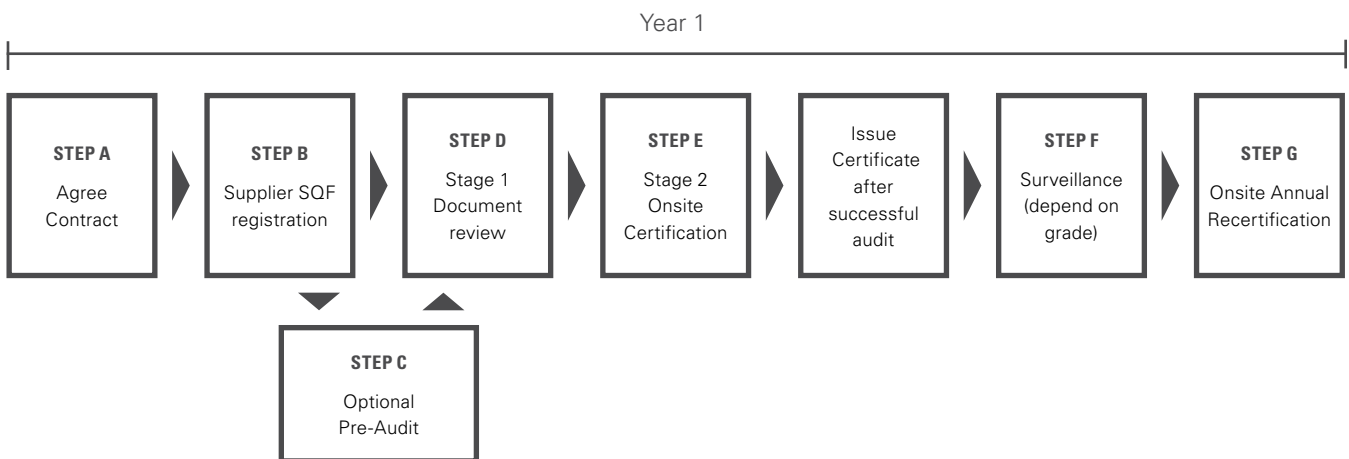 Year 1
STEP A
Agree
Contract
STEP B
Supplier SQF
registration
STEP C
Optional
Pre-Audit
STEP D
Stage 1
Document
review
STEP E
Stage 2
Onsite
Certification
Issue
Certificate
after
successful
audit
STEP F
Surveillance
(depend on
grade)
STEP G
Onsite Annual
Recertification